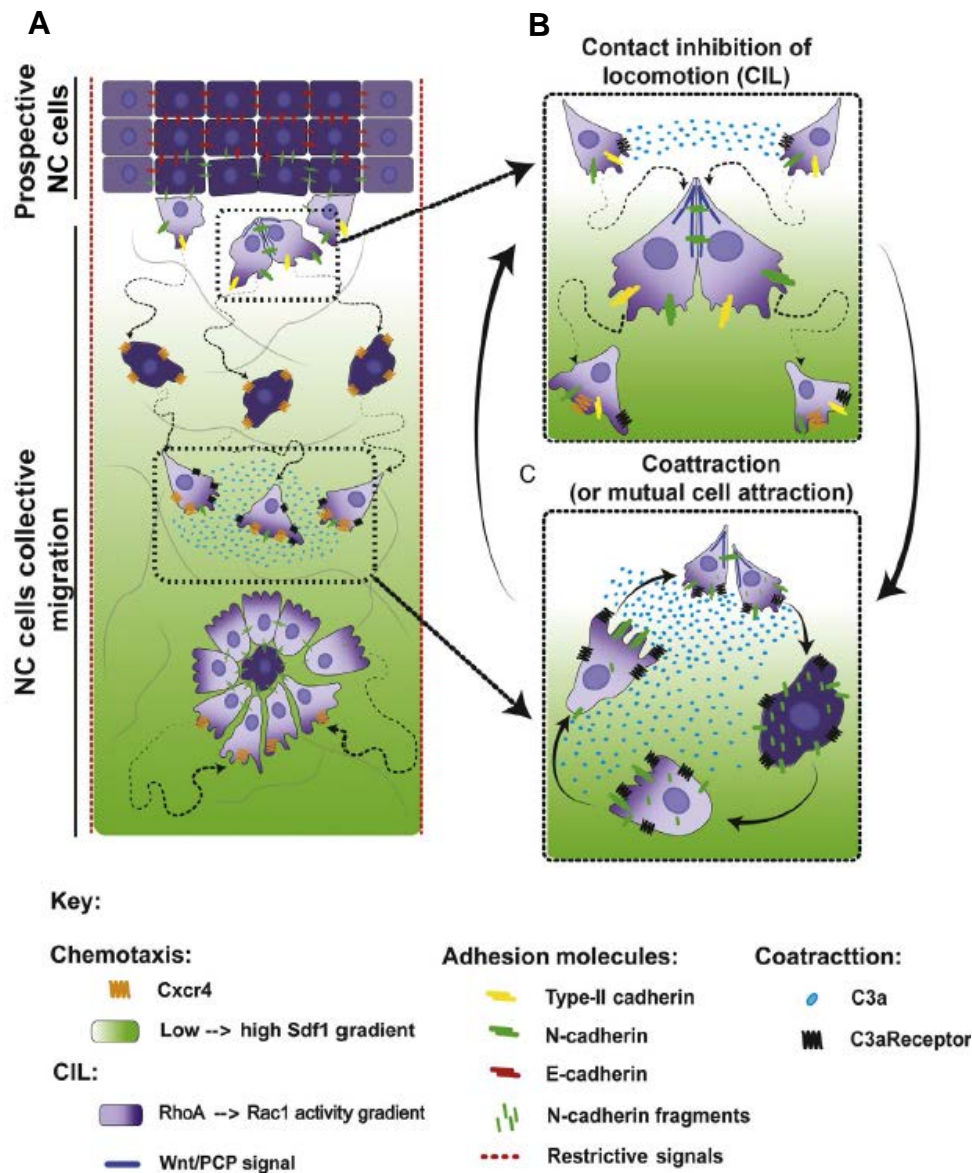 A
Prospective
NC cells
NC cells collective
migration
B
Contact inhibition of
locomotion (CIL)
C
Coattraction
(or mutual cell attraction)
Key:
Chemotaxis:
Cxcr4
Low --> high Sdf1 gradient
CIL:
RhoA --> Rac1 activity gradient
Wnt/PCP signal
Adhesion molecules:
Type-II cadherin
N-cadherin
E-cadherin
N-cadherin fragments
Restrictive signals
Coatracttion:
C3a
C3aReceptor